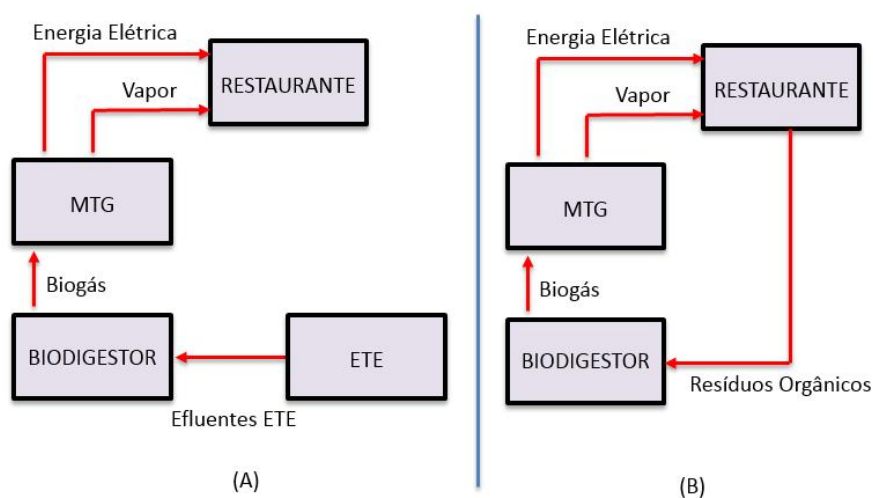 Energia Elétrica
RESTAURANTE
Vapor
MTG
Biogás
BIODIGESTOR
ETE
Efluentes ETE
(A)
Energia Elétrica
RESTAURANTE
Vapor
MTG
Biogás
BIODIGESTOR
Resíduos Orgânicos
(B)